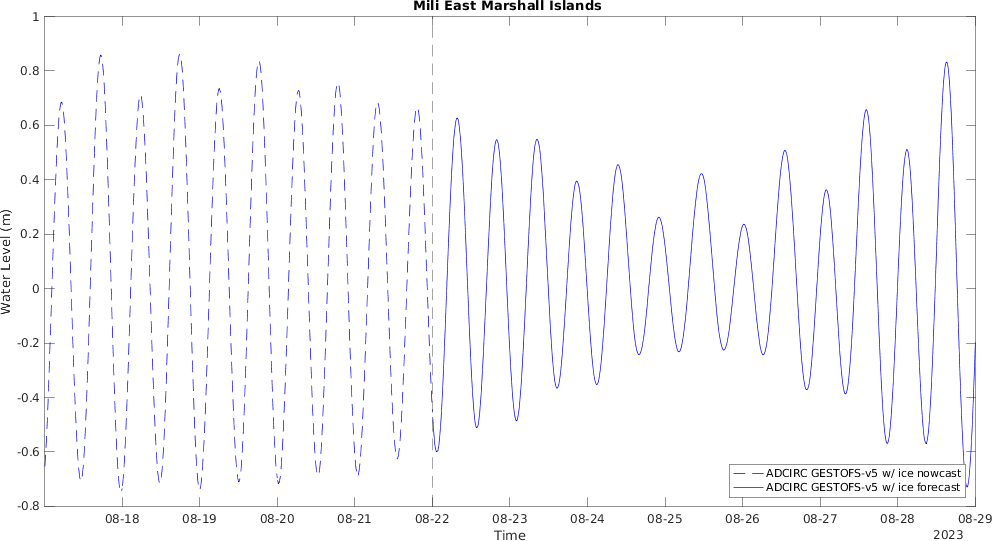 Mili East Marshall Islands
Water Level (m)
1
0.8
0.6
0.4
0.2
0
-0.2
-0.4
-0.6
-0.8
ADCIRC GESTOFS-v5 w/ ice nowcast
ADCIRC GESTOFS-v5 w/ ice forecast
08-18 08-19 08-20 08-21 08-22 08-23 08-24 08-25 08-26 08-27 08-28 08-29
Time
2023